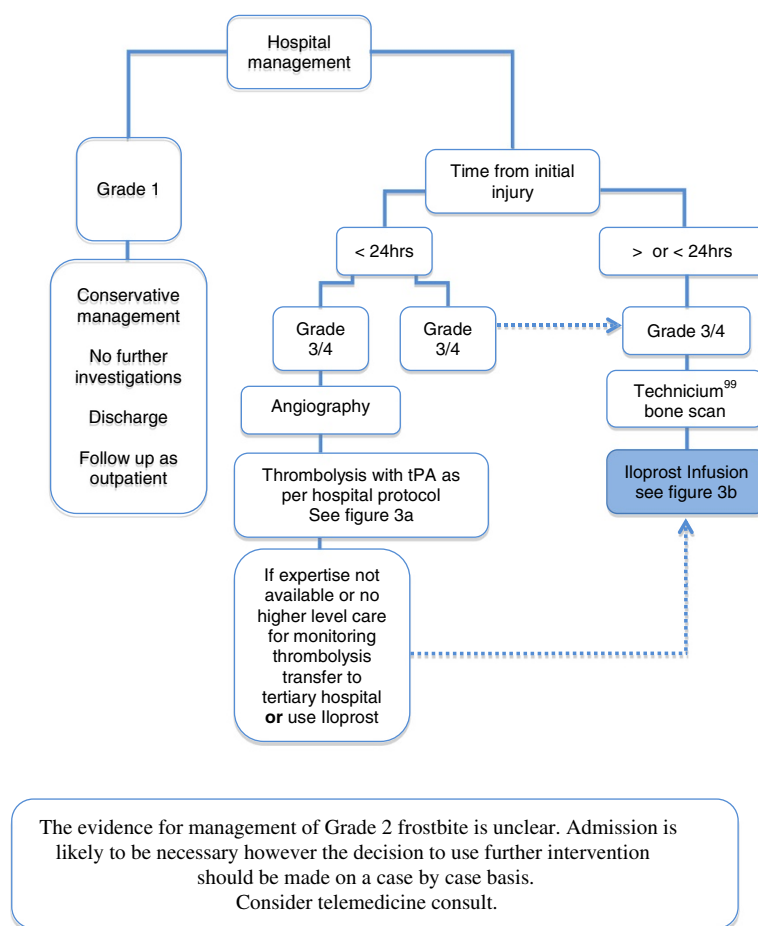 Hospital
management
Grade 1
Conservative
management
No further
investigations
Discharge
Follow up as
outpatient
Time from initial
injury
< 24hrs
Grade
3/4
Grade
3/4
Angiography
Thrombolysis with tPA as
per hospital protocol
See figure 3a
If expertise not
available or no
higher level care
for monitoring
thrombolysis
transfer to
tertiary hospital
or use Iloprost
> or < 24hrs
Grade 3/4
Technicium99
bone scan
Iloprost Infusion
see figure 3b
The evidence for management of Grade 2 frostbite is unclear. Admission is
likely to be necessary however the decision to use further intervention
should be made on a case by case basis.
Consider telemedicine consult.